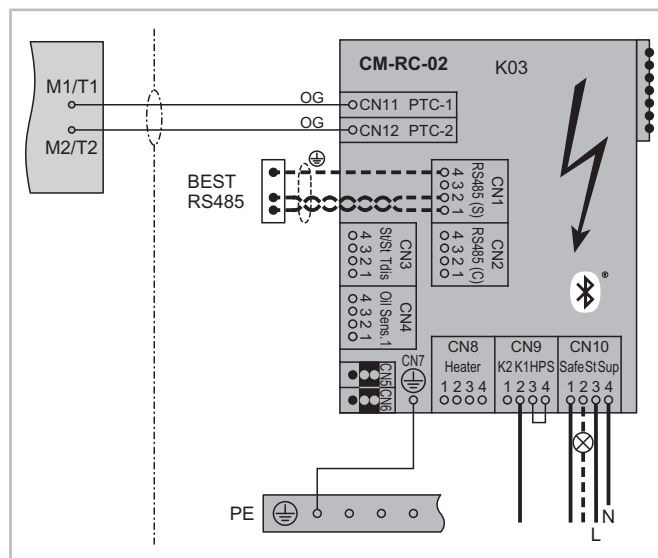 CM-RC-02
K03
M1/T1
OG
CN11 PTC-1
M2/T2
OG
CN12 PTC-2
BEST
RS485
4 3 2 1
RS485 (S)
CN1
4 3 2 1
St/St Tdis
CN3
4 3 2 1
RS485 (C)
CN2
4 3 2 1
Oil Sens.1
CN4
CN5
CN6
CN7
CN8
Heater
1 2 3 4
CN9
K2 K1 HPS
1 2 3 4
CN10
Safe St Sup
1 2 3 4
PE
N
L